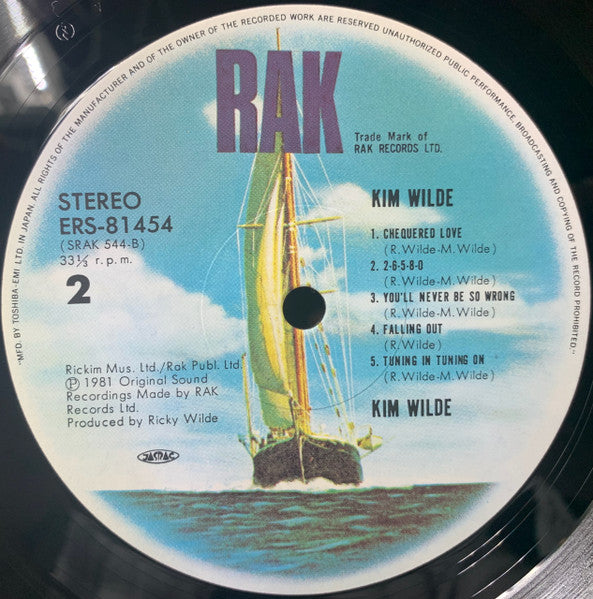 ALL RIGHTS OF THE MANUFACTURER AND OF THE OWNER OF THE RECORDED WORK ARE RESERVED UNAUTHORIZED PUBLIC PERFORMANCE, BROADCASTING AND COPYING OF THE RECORD PROHIBITED."
"MFD. BY TOSHIBA-EMI LTD. IN JAPAN.
RAK
Trade Mark of
RAK RECORDS LTD.
STEREO
ERS-81454
(SRAK 544-B)
33⅓ r.p.m.
2
KIM WILDE
1. CHEQUERED LOVE
(R.Wilde-M.Wilde)
2. 2-6-5-8-0
(R.Wilde-M.Wilde)
3. YOU'LL NEVER BE SO WRONG
(R.Wilde-M.Wilde)
4. FALLING OUT
(R.Wilde)
5. TUNING IN TUNING ON
(R.Wilde-M.Wilde)
KIM WILDE
Rickim Mus. Ltd./Rak Publ. Ltd.
Ⓟ 1981 Original Sound
Recordings Made by RAK
Records Ltd.
Produced by Ricky Wilde
JASRAC